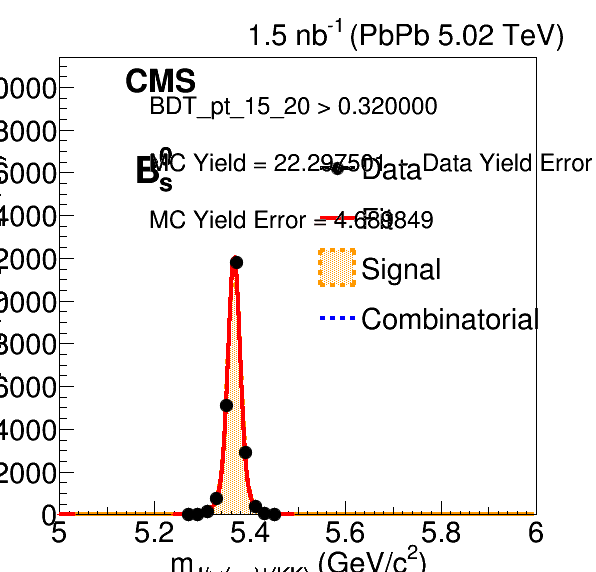 1.5 nb⁻¹ (PbPb 5.02 TeV)
CMS
BDT_pt_15_20 > 0.320000
B⁰ₛ
MC Yield = 22.297501 Data Yield Error
Data
MC Yield Error = 4.689849
Fit
Signal
Combinatorial
0000
6000
4000
2000
0000
8000
6000
4000
2000
0
5 5.2 5.4 5.6 5.8 6
m (GeV/c²)